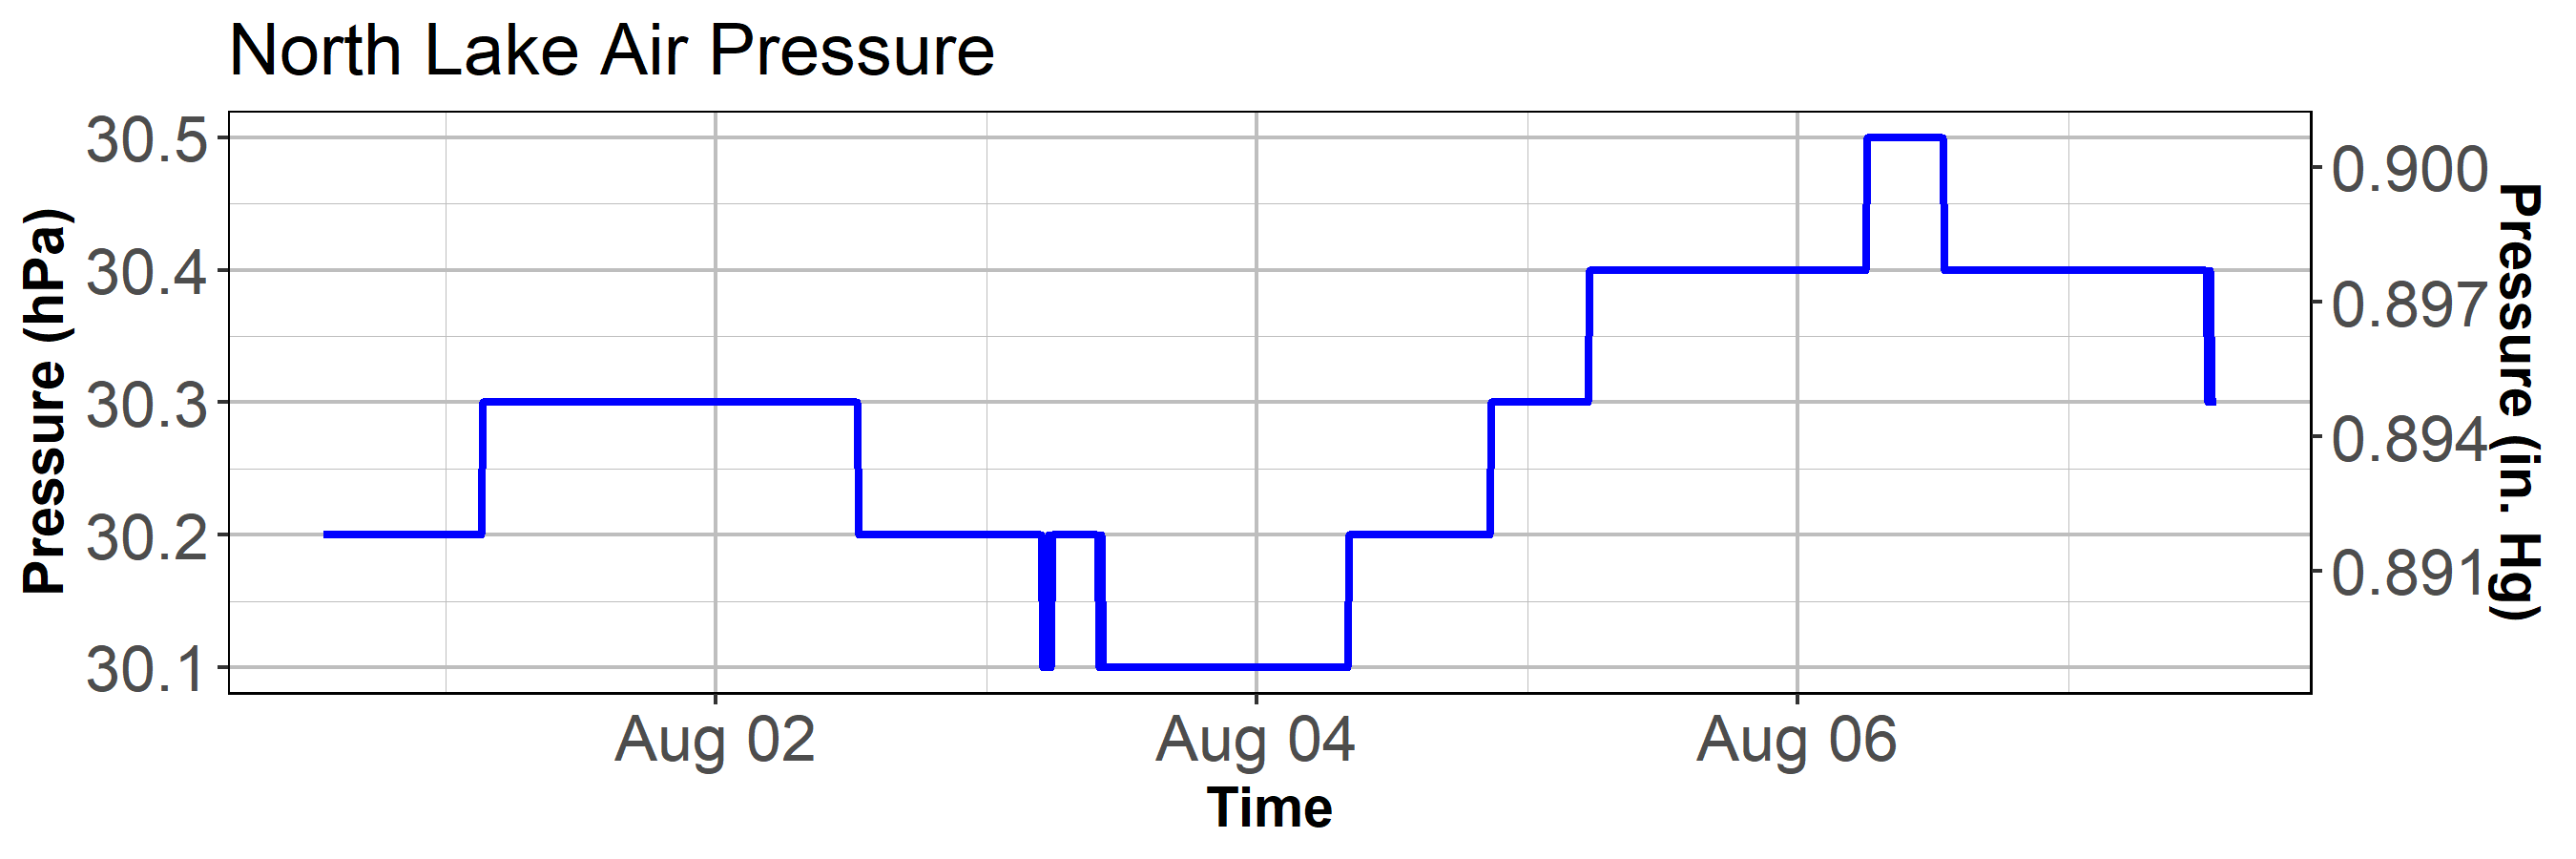 North Lake Air Pressure
Pressure (hPa)
30.5
30.4
30.3
30.2
30.1
0.900
0.897
0.894
0.891
Pressure (in. Hg)
Aug 02 Aug 04 Aug 06
Time